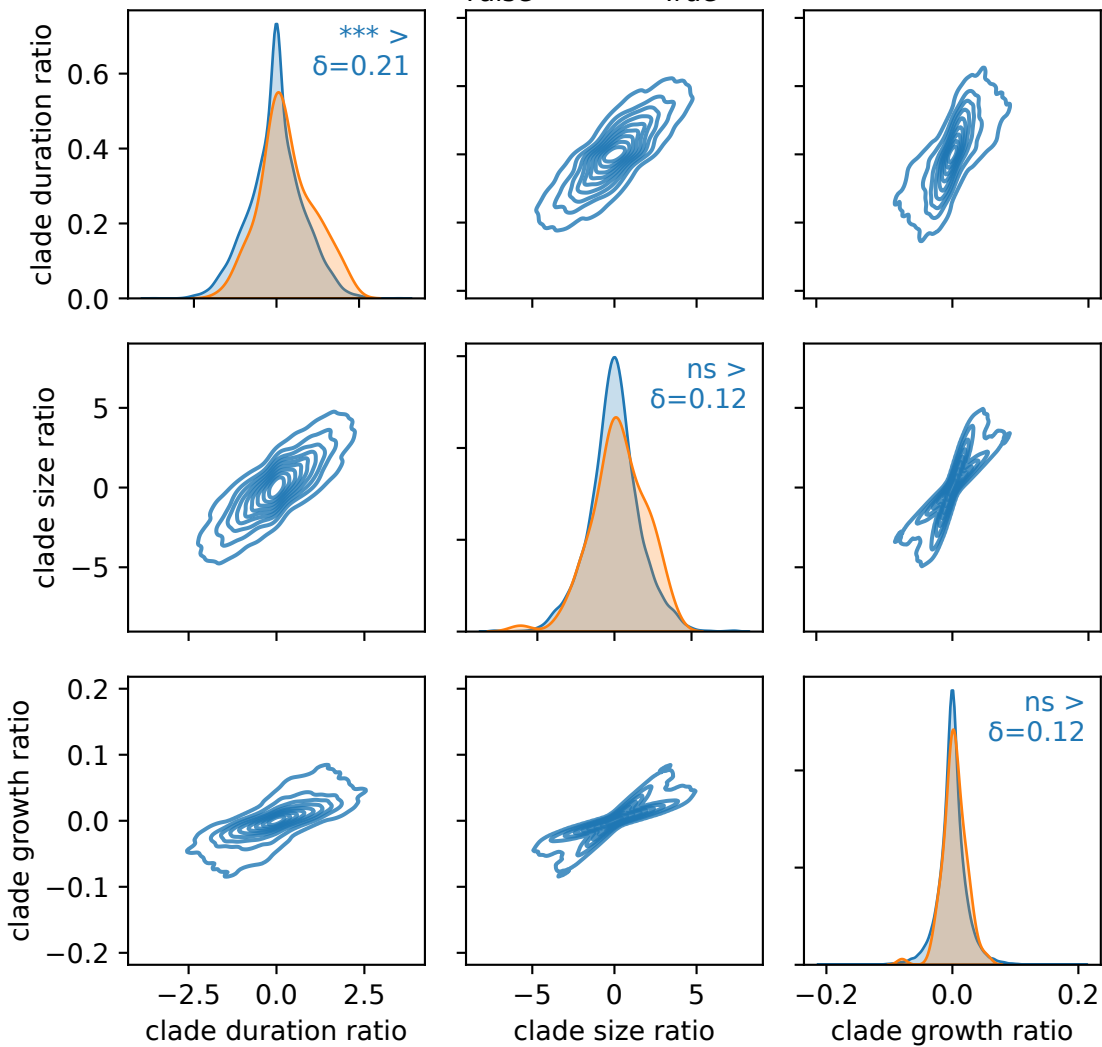 *** >
δ=0.21
clade duration ratio
0.6
0.4
0.2
0.0
ns >
δ=0.12
clade size ratio
5
0
−5
ns >
δ=0.12
clade growth ratio
0.2
0.1
0.0
−0.1
−0.2
−2.5 0.0 2.5
−5 0 5
−0.2 0.0 0.2
clade duration ratio
clade size ratio
clade growth ratio